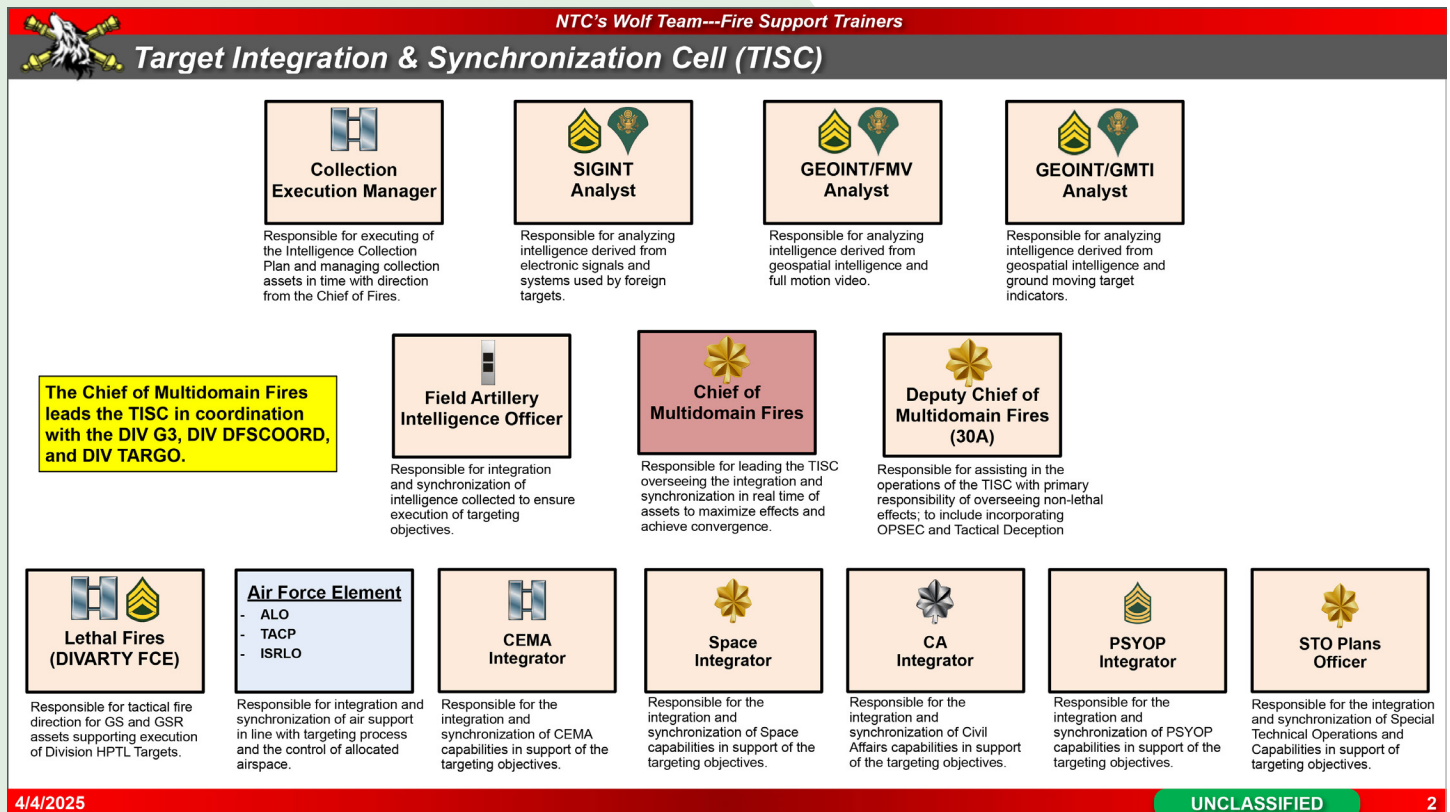 NTC's Wolf Team---Fire Support Trainers
Target Integration & Synchronization Cell (TISC)
Collection
Execution Manager
Responsible for executing of
the Intelligence Collection
Plan and managing collection
assets in time with direction
from the Chief of Fires.
SIGINT
Analyst
Responsible for analyzing
intelligence derived from
electronic signals and
systems used by foreign
targets.
GEOINT/FMV
Analyst
Responsible for analyzing
intelligence derived from
geospatial intelligence and
full motion video.
GEOINT/GMTI
Analyst
Responsible for analyzing
intelligence derived from
geospatial intelligence and
ground moving target
indicators.
The Chief of Multidomain Fires
leads the TISC in coordination
with the DIV G3, DIV DFSCOORD,
and DIV TARGO.
Field Artillery
Intelligence Officer
Responsible for integration
and synchronization of
intelligence collected to ensure
execution of targeting
objectives.
Chief of
Multidomain Fires
Responsible for leading the TISC
overseeing the integration and
synchronization in real time of
assets to maximize effects and
achieve convergence.
Deputy Chief of
Multidomain Fires
(30A)
Responsible for assisting in the
operations of the TISC with primary
responsibility of overseeing non-lethal
effects; to include incorporating
OPSEC and Tactical Deception
Lethal Fires
(DIVARTY FCE)
Responsible for tactical fire
direction for GS and GSR
assets supporting execution
of Division HPTL Targets.
Air Force Element
- ALO
- TACP
- ISRLO
Responsible for integration and
synchronization of air support
in line with targeting process
and the control of allocated
airspace.
CEMA
Integrator
Responsible for the
integration and
synchronization of CEMA
capabilities in support of the
targeting objectives.
Space
Integrator
Responsible for the
integration and
synchronization of Space
capabilities in support of the
targeting objectives.
CA
Integrator
Responsible for the
integration and
synchronization of Civil
Affairs capabilities in support
of the targeting objectives.
PSYOP
Integrator
Responsible for the
integration and
synchronization of PSYOP
capabilities in support of the
targeting objectives.
STO Plans
Officer
Responsible for the integration
and synchronization of Special
Technical Operations and
Capabilities in support of
targeting objectives.
4/4/2025
UNCLASSIFIED
2